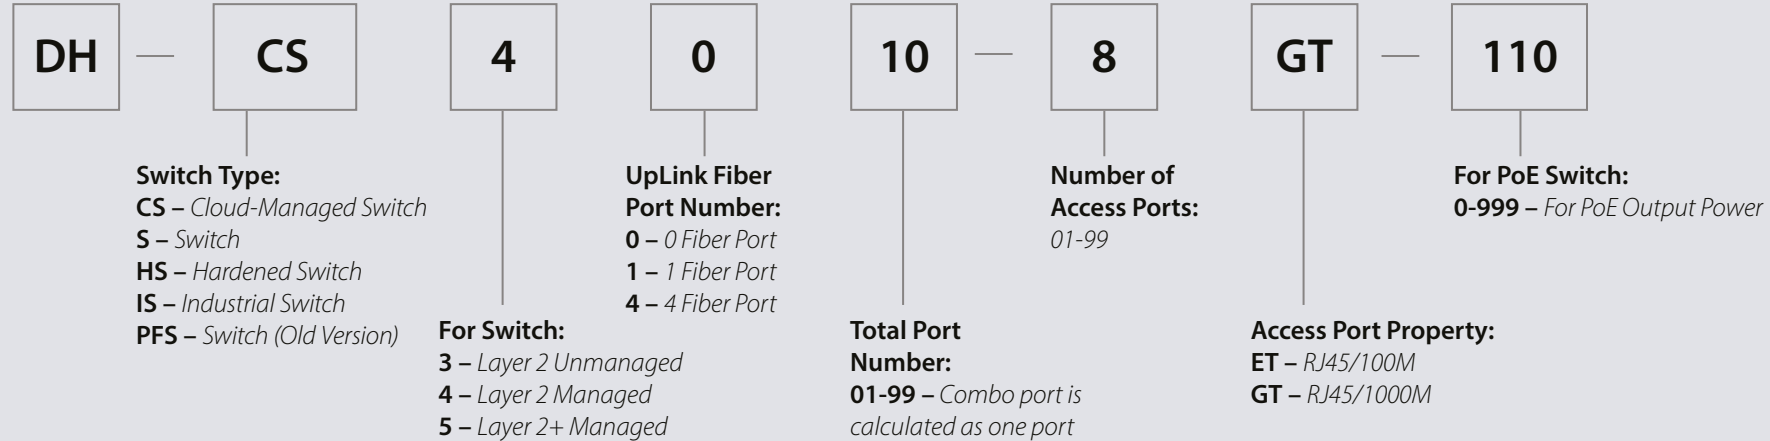 DH — CS 4 0 10 — 8 GT — 110
Switch Type:
CS – Cloud-Managed Switch
S – Switch
HS – Hardened Switch
IS – Industrial Switch
PFS – Switch (Old Version)
For Switch:
3 – Layer 2 Unmanaged
4 – Layer 2 Managed
5 – Layer 2+ Managed
UpLink Fiber
Port Number:
0 – 0 Fiber Port
1 – 1 Fiber Port
4 – 4 Fiber Port
Total Port
Number:
01-99 – Combo port is
calculated as one port
Number of
Access Ports:
01-99
Access Port Property:
ET – RJ45/100M
GT – RJ45/1000M
For PoE Switch:
0-999 – For PoE Output Power